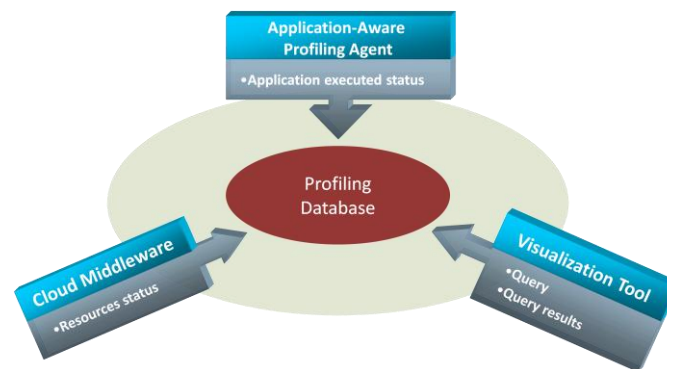 Application-Aware
Profiling Agent
•Application executed status
Profiling
Database
Cloud Middleware
•Resources status
Visualization Tool
•Query
•Query results